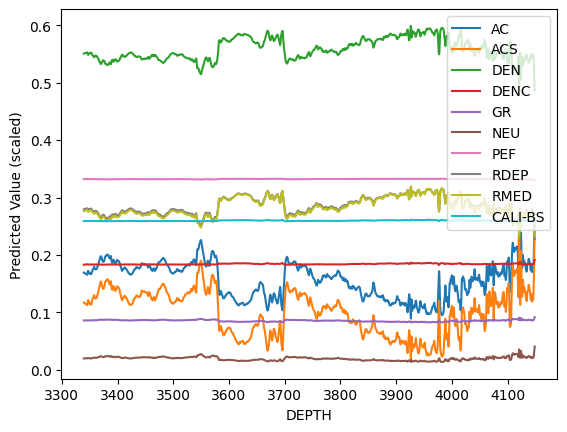 0.6
0.5
0.4
0.3
0.2
0.1
0.0
Predicted Value (scaled)
3300 3400 3500 3600 3700 3800 3900 4000 4100
DEPTH
AC
ACS
DEN
DENC
GR
NEU
PEF
RDEP
RMED
CALI-BS